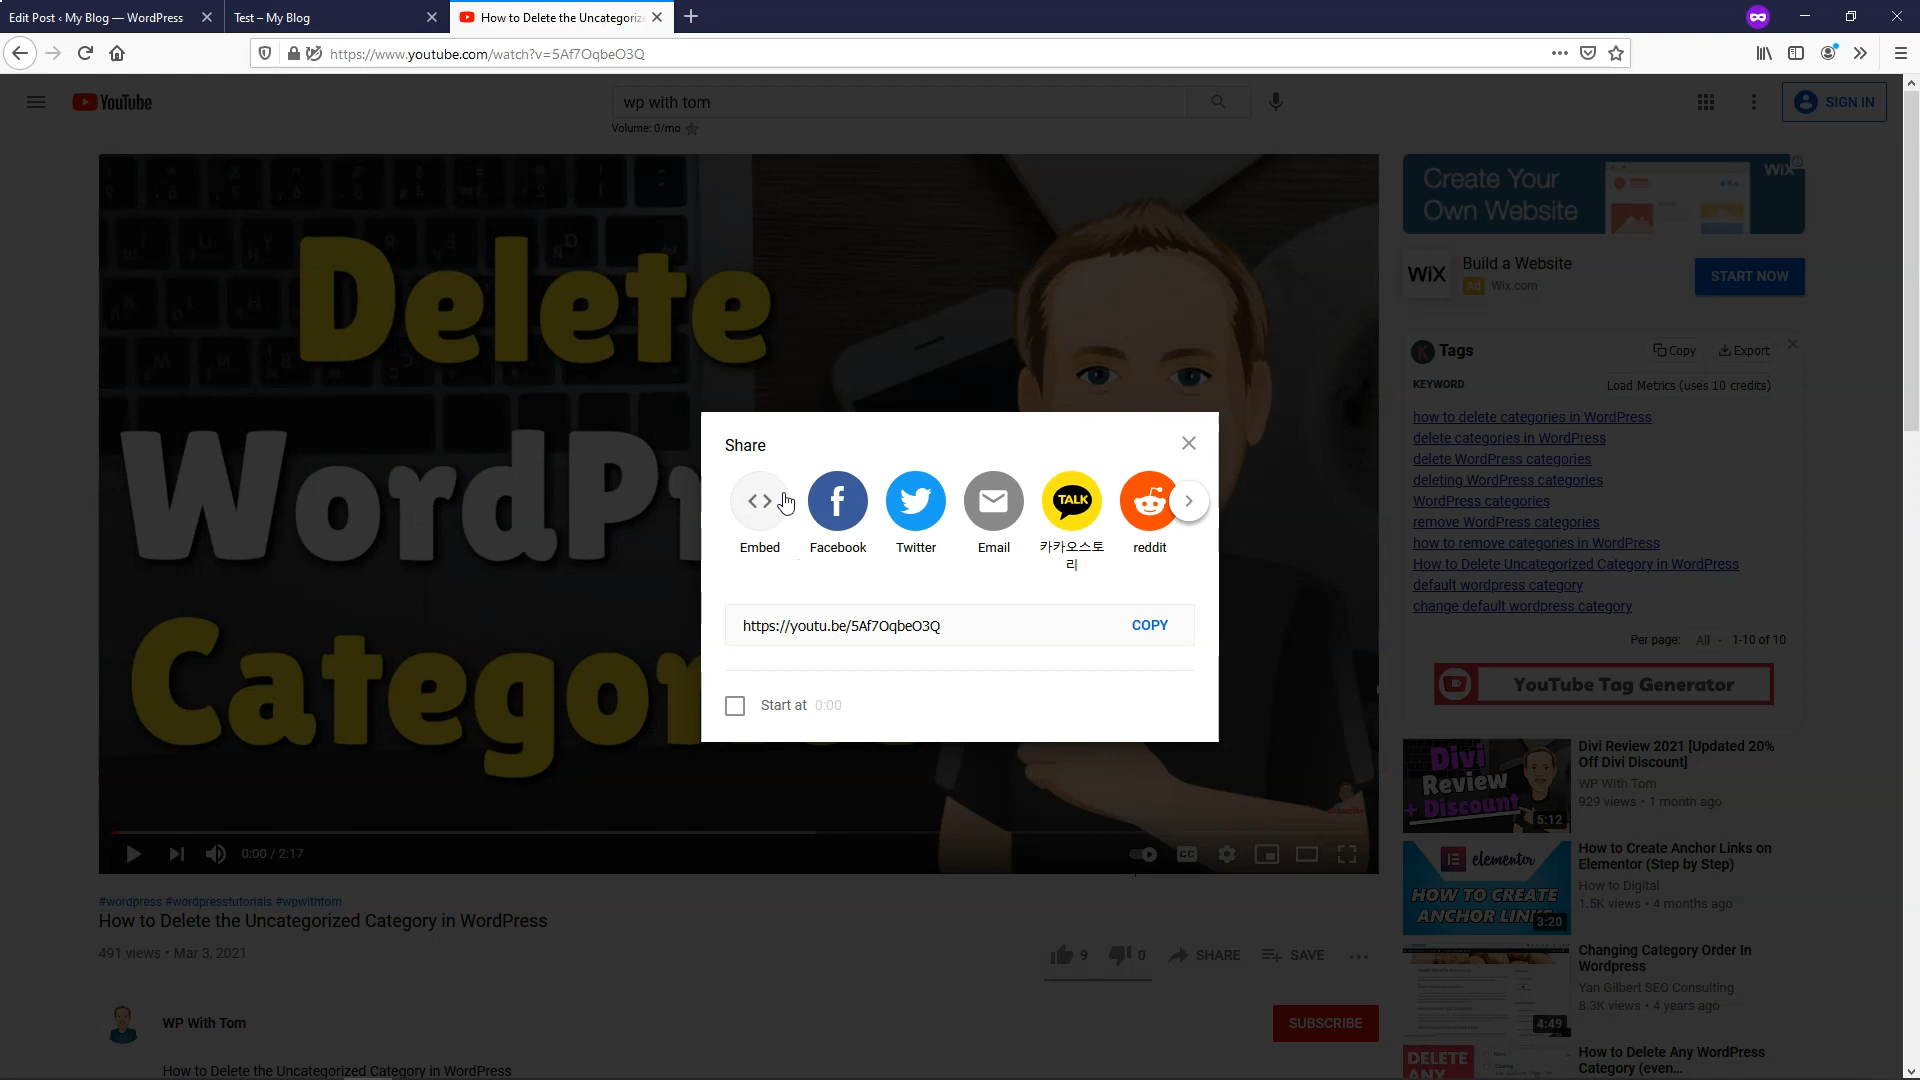 Edit Post ‹ My Blog — WordPress
Test – My Blog
How to Delete the Uncategoriz
https://www.youtube.com/watch?v=5Af7OqbeO3Q
YouTube
wp with tom
SIGN IN
Volume: 0/mo
Delete
WordPr
Categor
Create Your
Own Website
WiX
WiX
Build a Website
Ad Wix.com
START NOW
Tags
Copy
Export
KEYWORD
Load Metrics (uses 10 credits)
how to delete categories in WordPress
delete categories in WordPress
delete WordPress categories
deleting WordPress categories
WordPress categories
remove WordPress categories
how to remove categories in WordPress
How to Delete Uncategorized Category in WordPress
default wordpress category
change default wordpress category
Per page: All - 1-10 of 10
YouTube Tag Generator
Share
Embed
Facebook
Twitter
TALK
Email
카카오스토
리
reddit
https://youtu.be/5Af7OqbeO3Q
COPY
Start at 0:00
0:00 / 2:17
CC
#wordpress #wordpresstutorials #wpwithtom
How to Delete the Uncategorized Category in WordPress
491 views • Mar 3, 2021
9
0
SHARE
SAVE
WP With Tom
SUBSCRIBE
How to Delete the Uncategorized Category in WordPress
Divi
Review
+ Discount
5:12
Divi Review 2021 [Updated 20%
Off Divi Discount]
WP With Tom
929 views • 1 month ago
elementor
HOW TO CREATE
ANCHOR LINKS
3:20
How to Create Anchor Links on
Elementor (Step by Step)
How to Digital
1.5K views • 4 months ago
4:49
Changing Category Order In
Wordpress
Yan Gilbert SEO Consulting
8.3K views • 4 years ago
DELETE
ANY
How to Delete Any WordPress
Category (even...